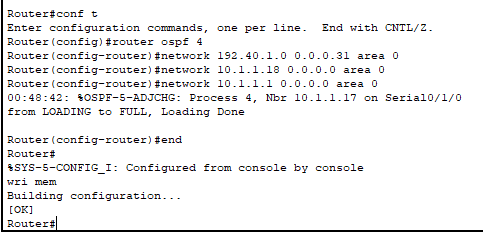 Router#conf t
Enter configuration commands, one per line.  End with CNTL/Z.
Router(config)#router ospf 4
Router(config-router)#network 192.40.1.0 0.0.0.31 area 0
Router(config-router)#network 10.1.1.18 0.0.0.0 area 0
Router(config-router)#network 10.1.1.1 0.0.0.0 area 0
00:48:42: %OSPF-5-ADJCHG: Process 4, Nbr 10.1.1.17 on Serial0/1/0
from LOADING to FULL, Loading Done
Router(config-router)#end
Router#
%SYS-5-CONFIG_I: Configured from console by console
wri mem
Building configuration...
[OK]
Router#